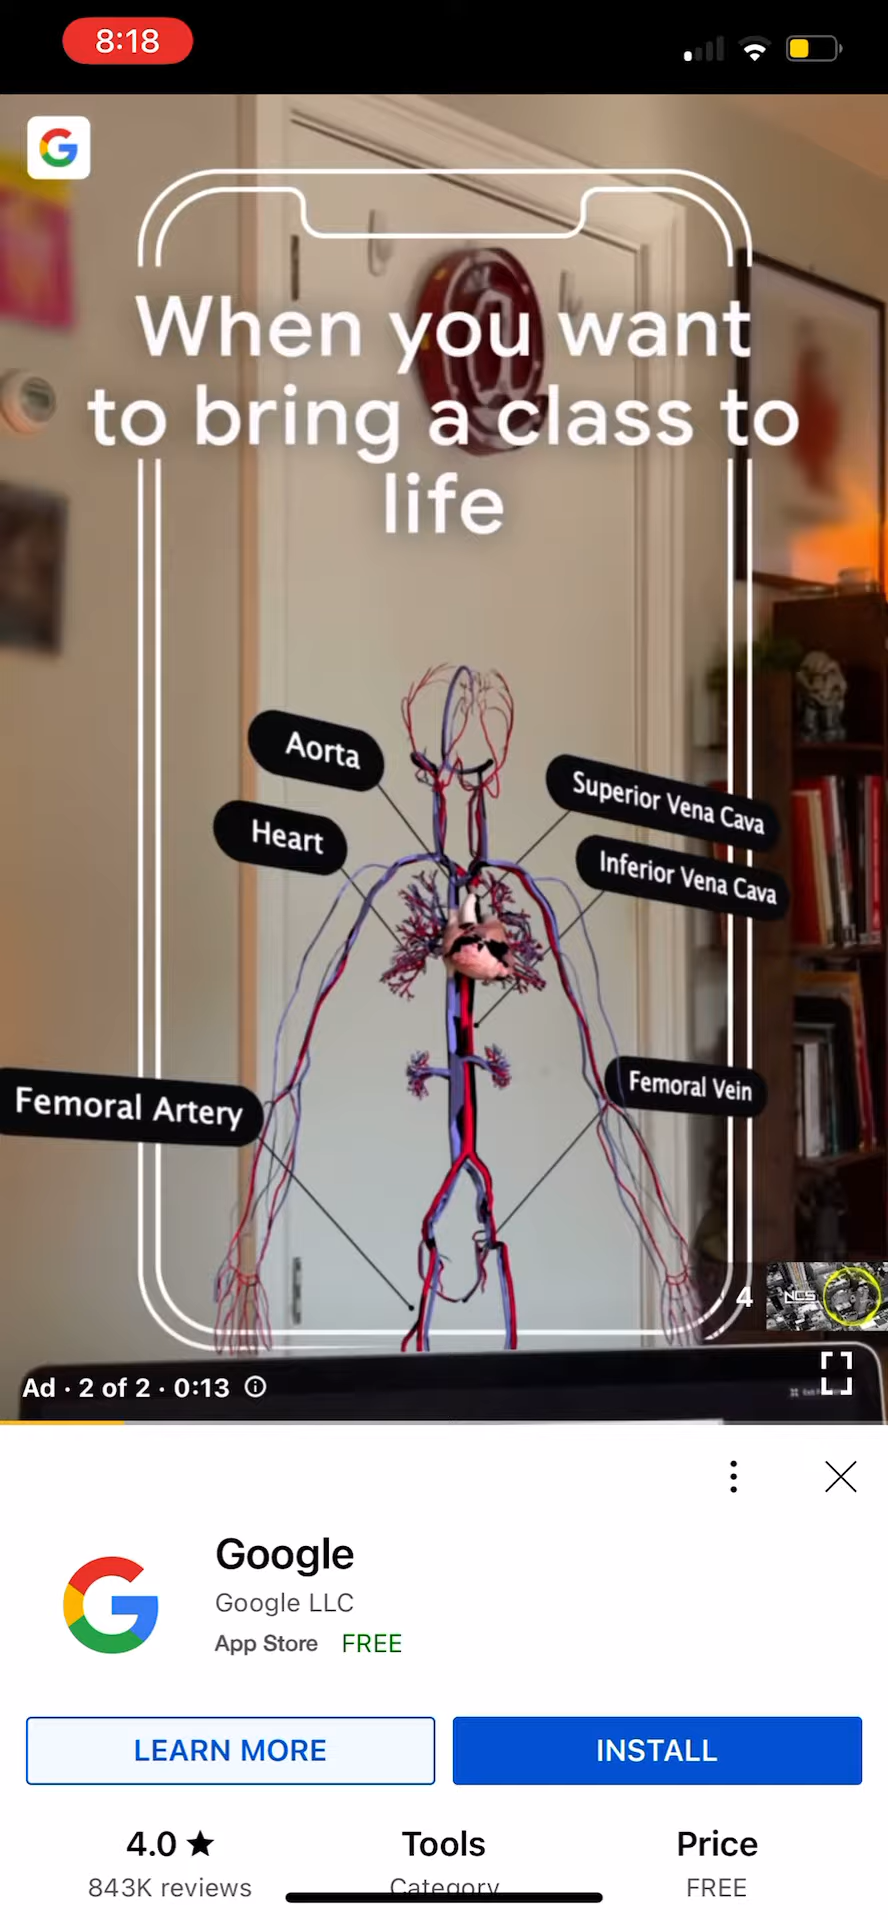 8:18
When you want
to bring a class to
life
Aorta
Superior Vena Cava
Heart
Inferior Vena Cava
Femoral Artery
Femoral Vein
4
NCS
Ad · 2 of 2 · 0:13
Google
Google LLC
App Store FREE
LEARN MORE
INSTALL
4.0 ★
Tools
Price
843K reviews
Category
FREE